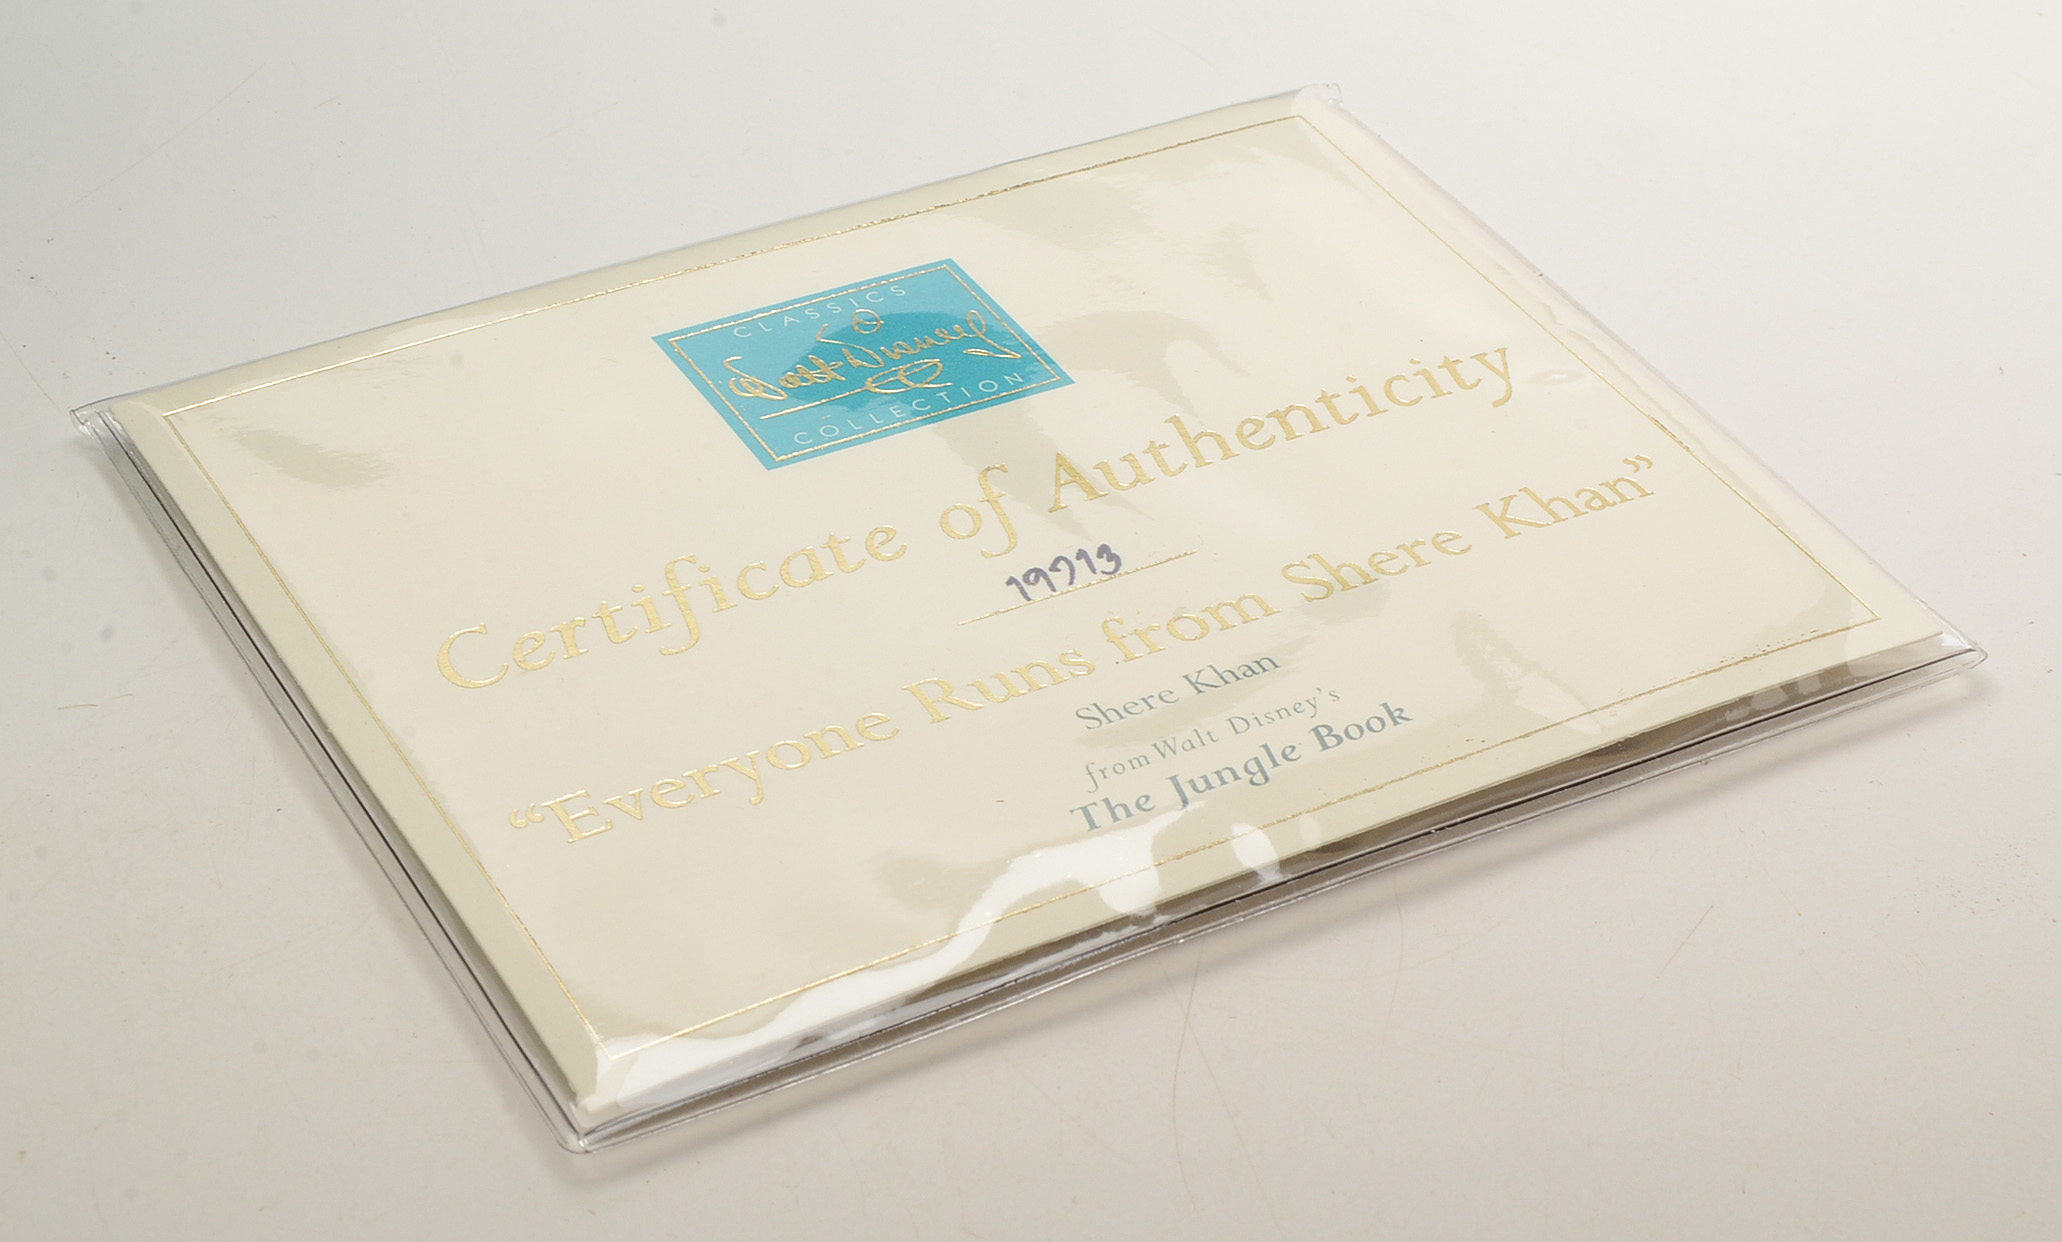 CLASSICS
Walt Disney
COLLECTION
Certificate of Authenticity
19713
“Everyone Runs from Shere Khan”
Shere Khan
from Walt Disney’s
The Jungle Book